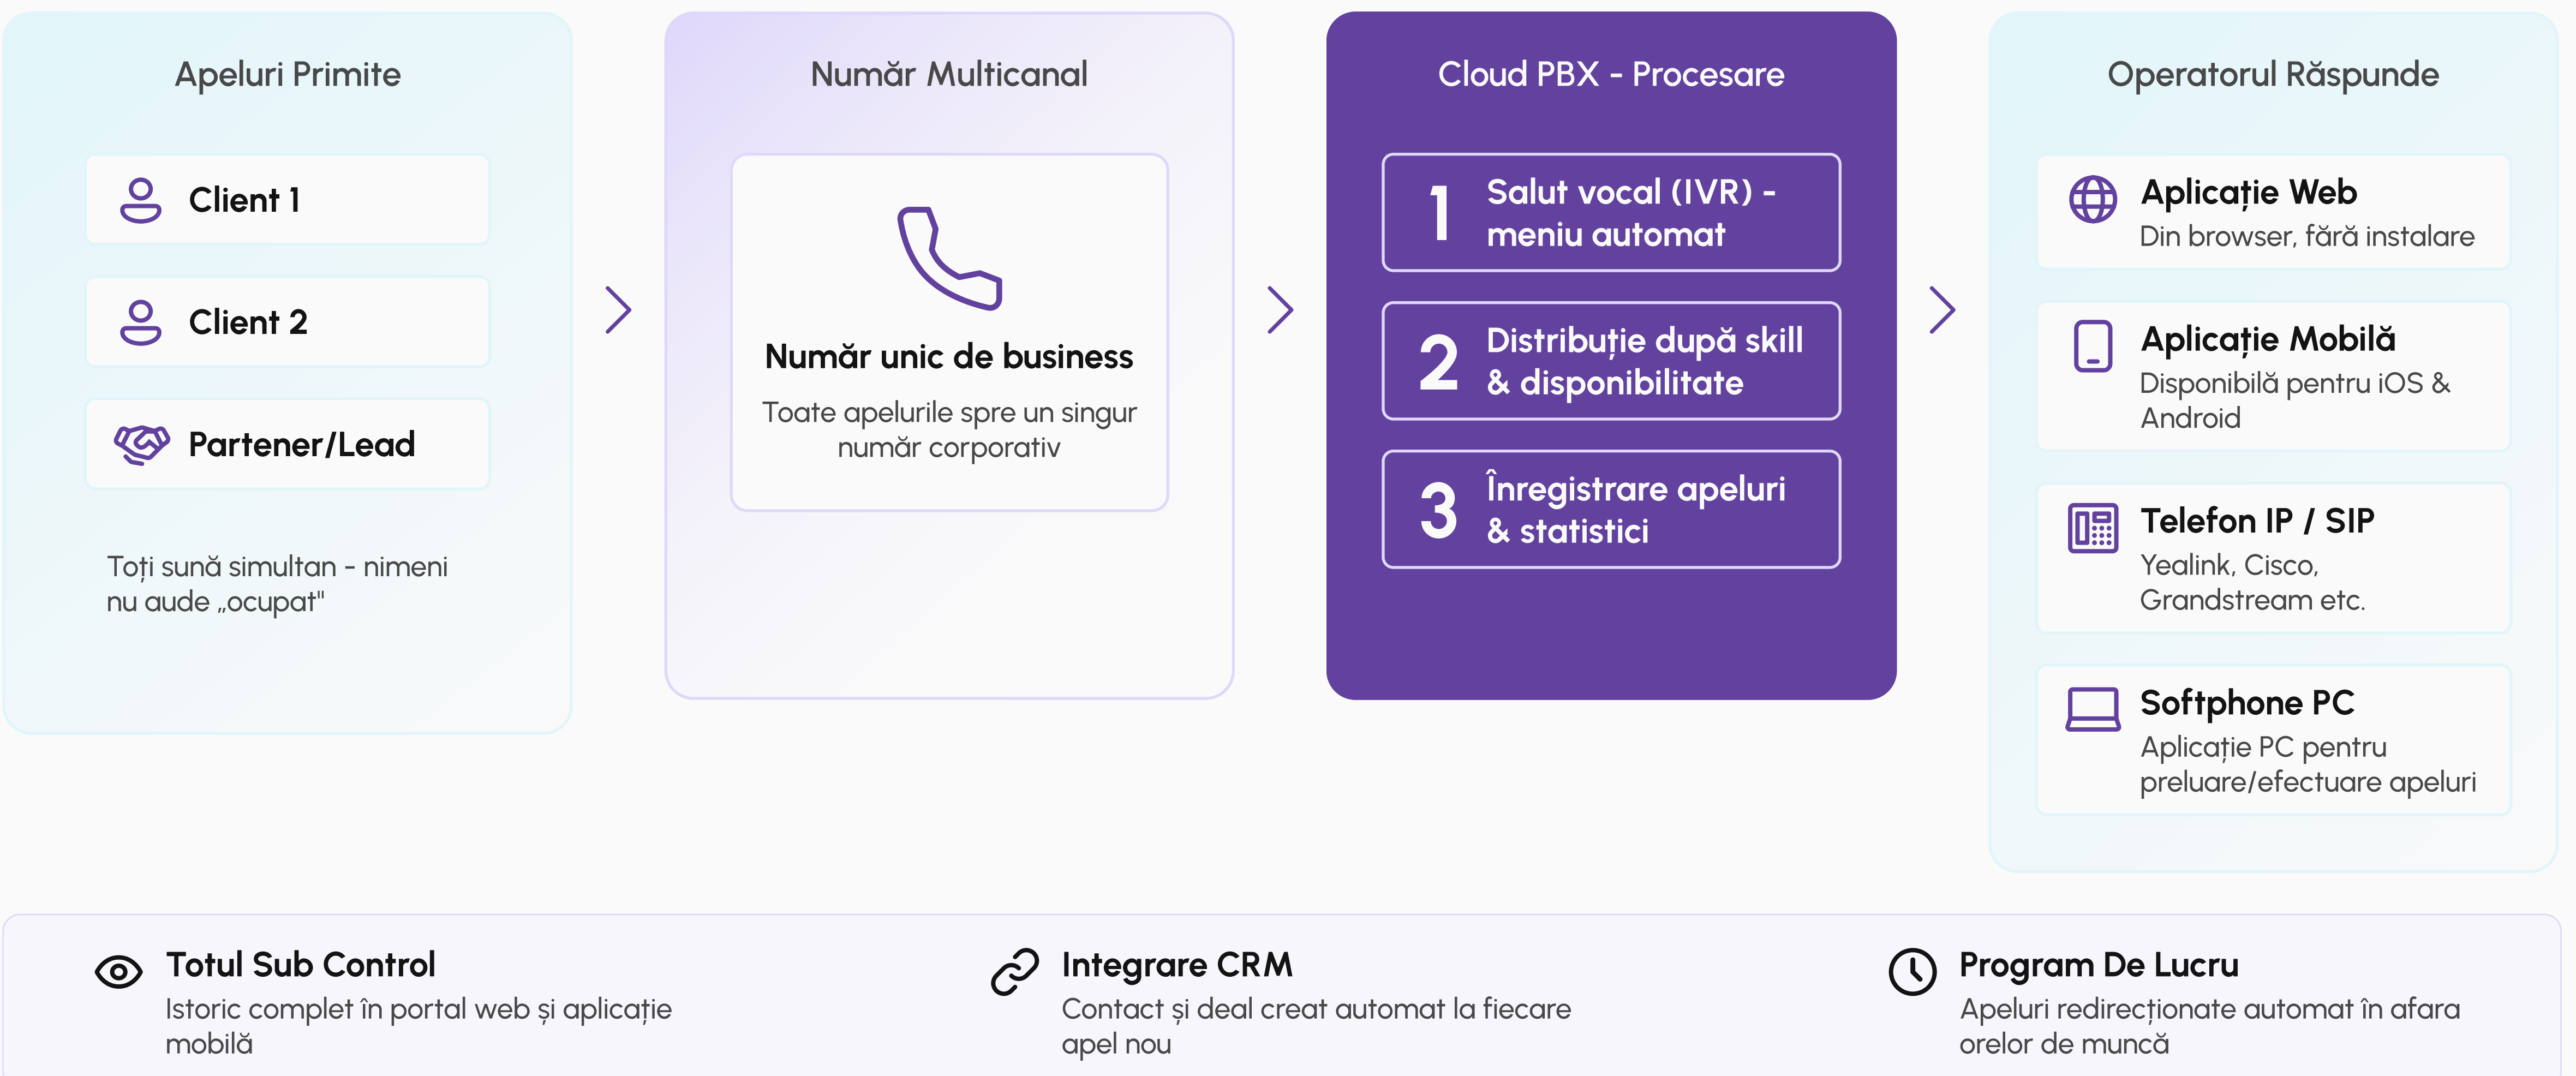 Apeluri Primite
Client 1
Client 2
Partener/Lead
Toți sună simultan - nimeni
nu aude „ocupat"
Număr Multicanal
Număr unic de business
Toate apelurile spre un singur
număr corporativ
Cloud PBX - Procesare
1
Salut vocal (IVR) -
meniu automat
2
Distribuție după skill
& disponibilitate
3
Înregistrare apeluri
& statistici
Operatorul Răspunde
Aplicație Web
Din browser, fără instalare
Aplicație Mobilă
Disponibilă pentru iOS &
Android
Telefon IP / SIP
Yealink, Cisco,
Grandstream etc.
Softphone PC
Aplicație PC pentru
preluare/efectuare apeluri
Totul Sub Control
Istoric complet în portal web și aplicație
mobilă
Integrare CRM
Contact și deal creat automat la fiecare
apel nou
Program De Lucru
Apeluri redirecționate automat în afara
orelor de muncă